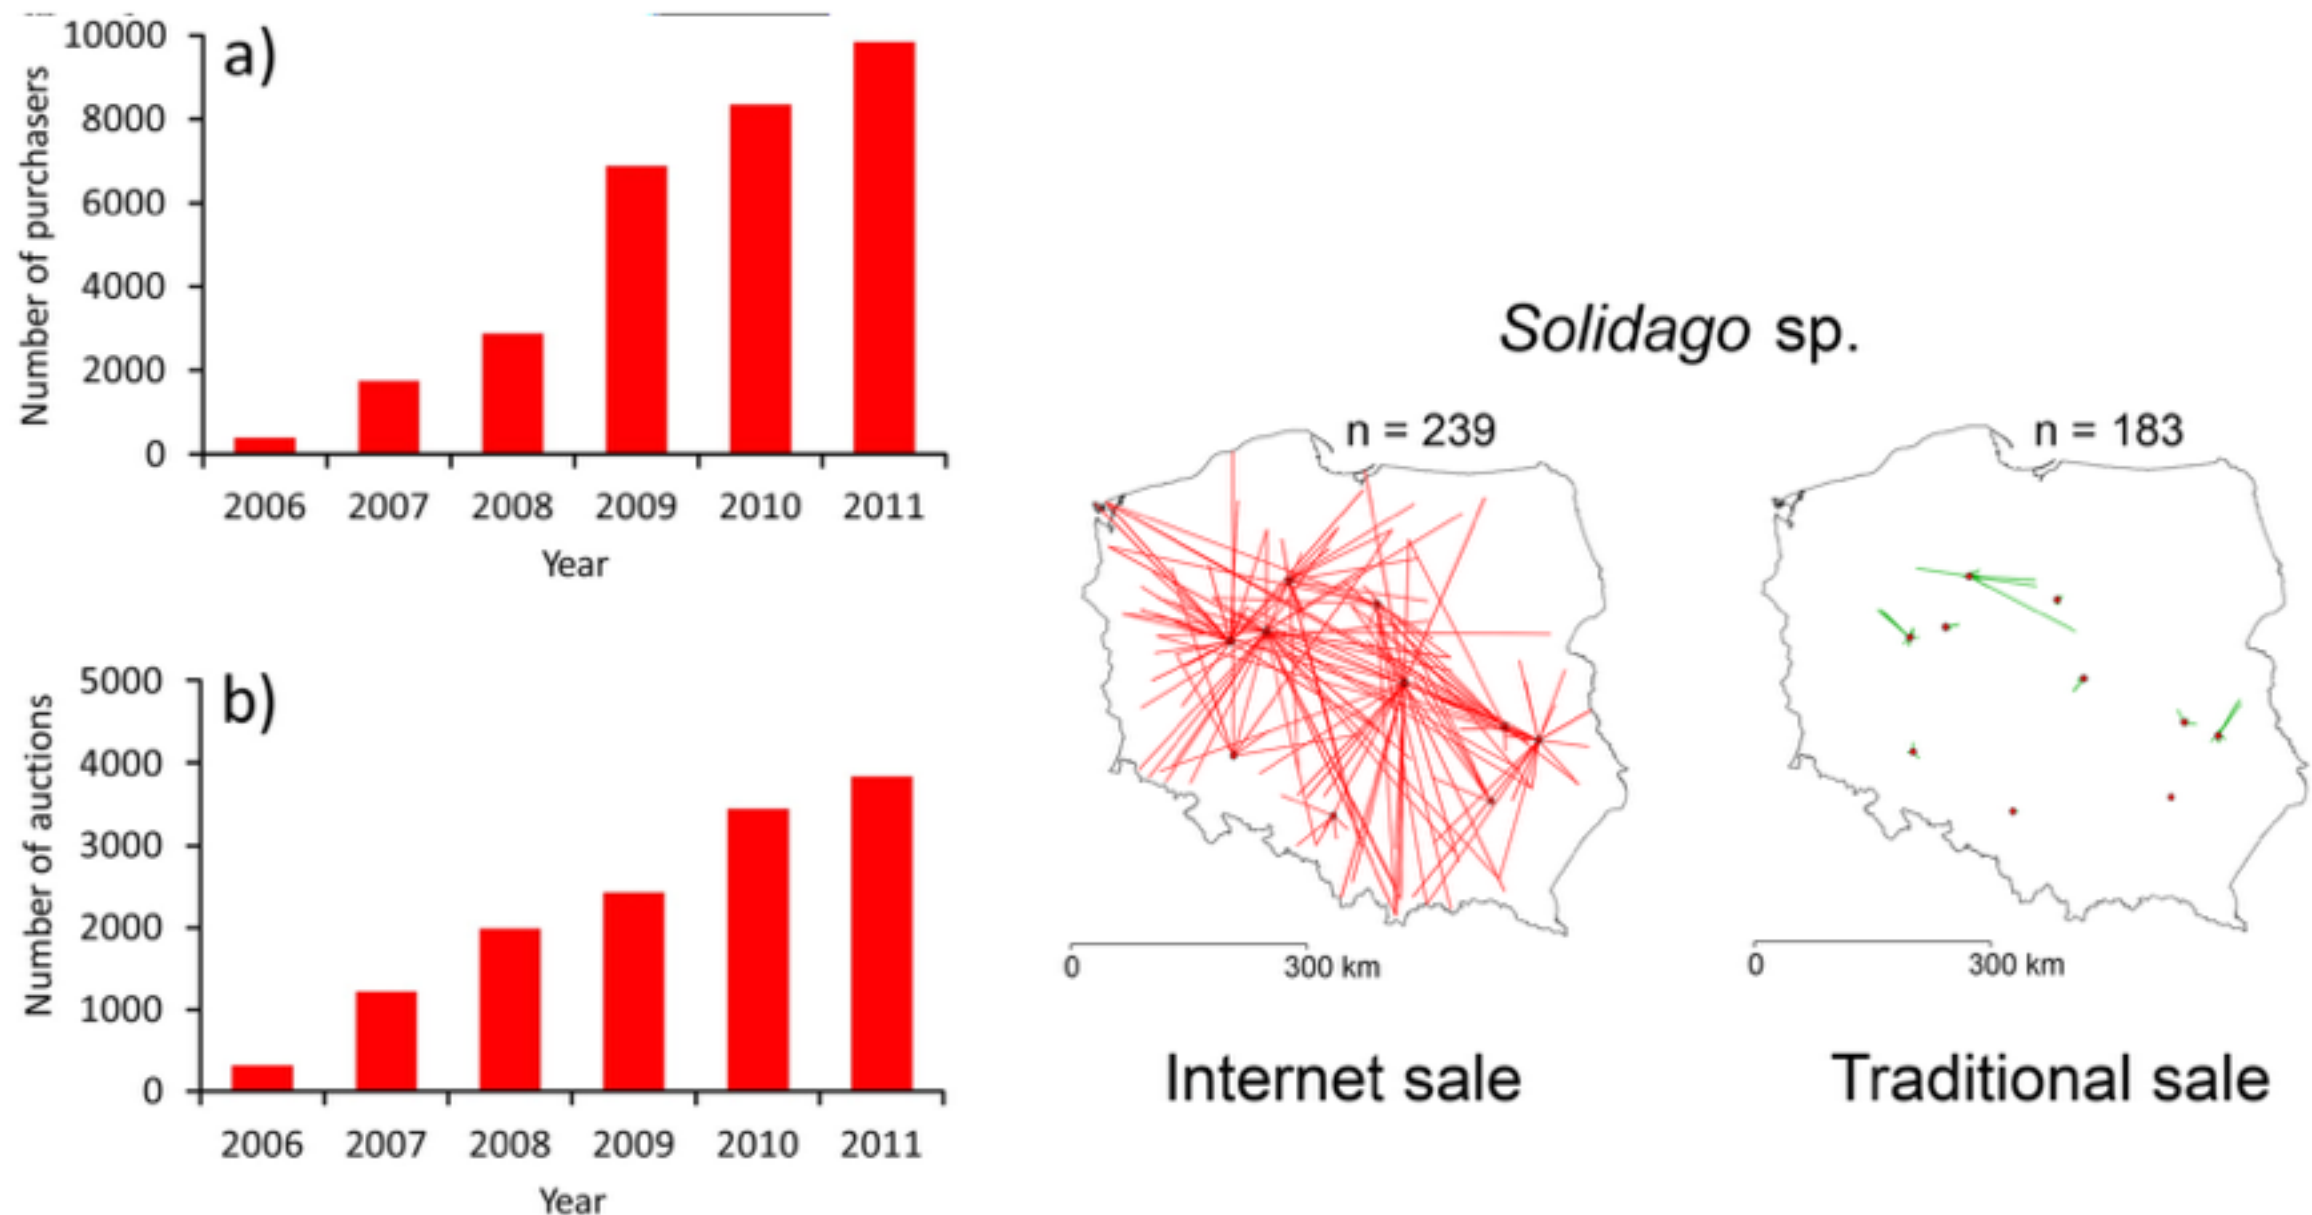 a)
Number of purchasers
10000
8000
6000
4000
2000
0
2006 2007 2008 2009 2010 2011
Year
b)
Number of auctions
5000
4000
3000
2000
1000
0
2006 2007 2008 2009 2010 2011
Year
Solidago sp.
n = 239
0 300 km
Internet sale
n = 183
0 300 km
Traditional sale